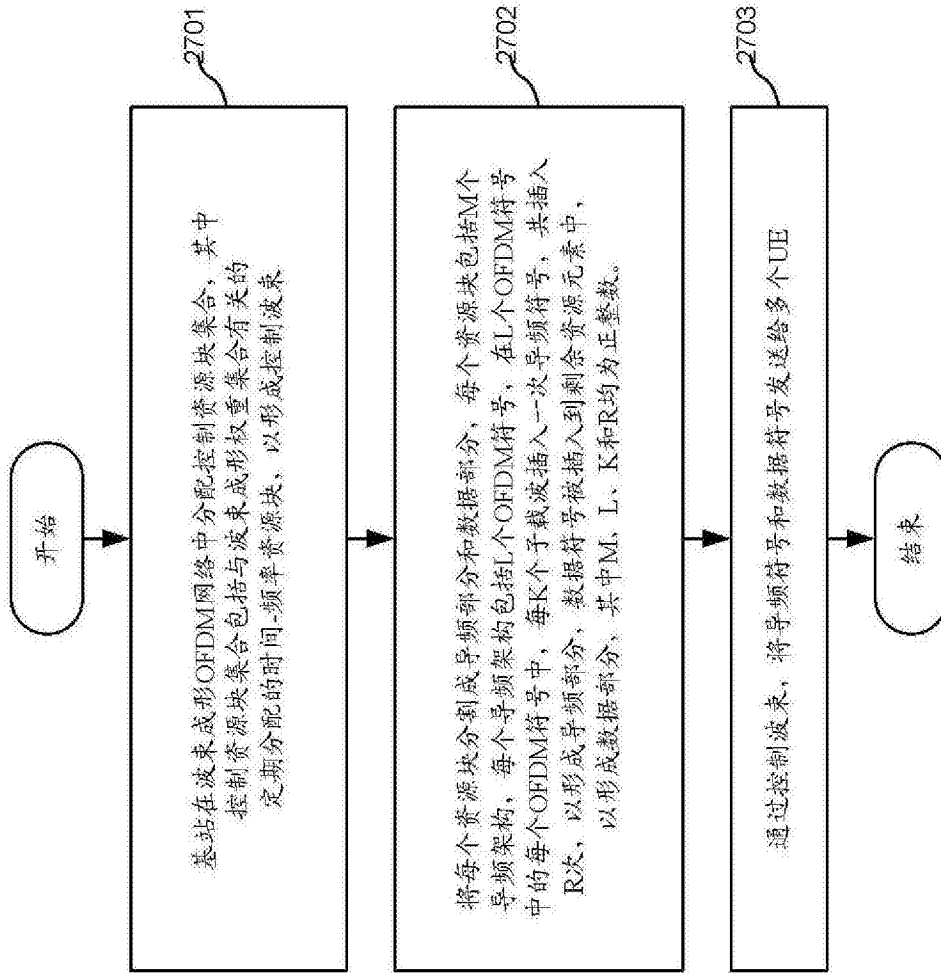 开始
基站在波束成形OFDM网络中分配控制资源块集合，其中
控制资源块集合包括与波束成形权重集合有关的
定期分配的时间-频率资源块，以形成控制波束
2701
将每个资源块分割成导频部分和数据部分，每个资源块包括M个
导频架构，每个导频架构包括L个OFDM符号，在L个OFDM符号
中的每个OFDM符号中，每K个子载波插入一次导频符号，共插入
R次，以形成导频部分，数据符号被插入到剩余资源元素中，
以形成数据部分，其中M、L、K和R均为正整数。
2702
通过控制波束，将导频符号和数据符号发送给多个UE
2703
结束